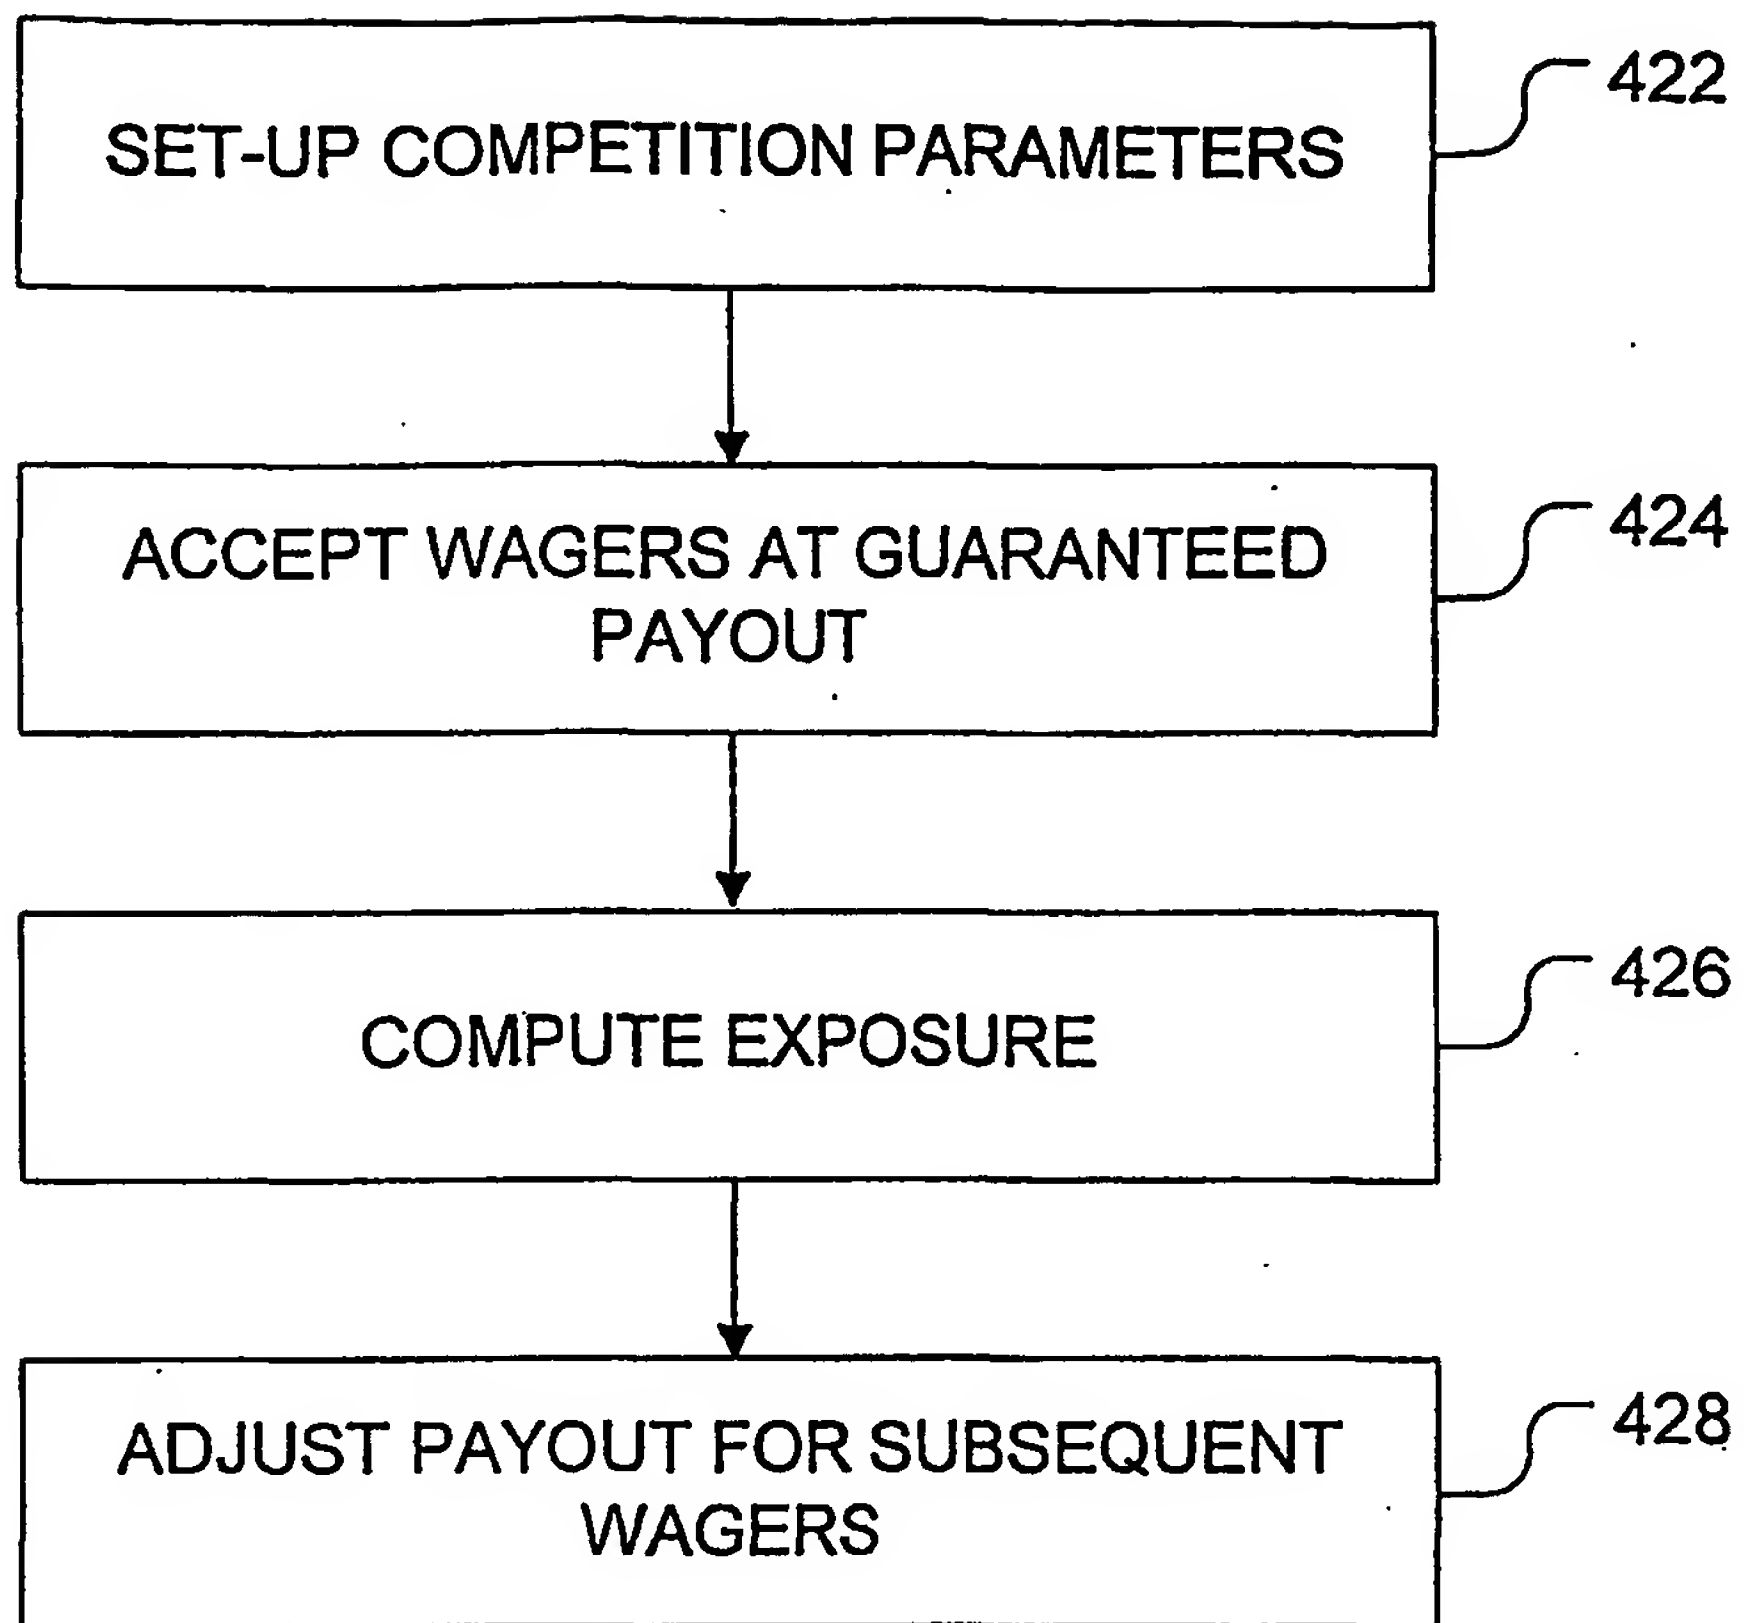 SET-UP COMPETITION PARAMETERS
422
ACCEPT WAGERS AT GUARANTEED
PAYOUT
424
COMPUTE EXPOSURE
426
ADJUST PAYOUT FOR SUBSEQUENT
WAGERS
428